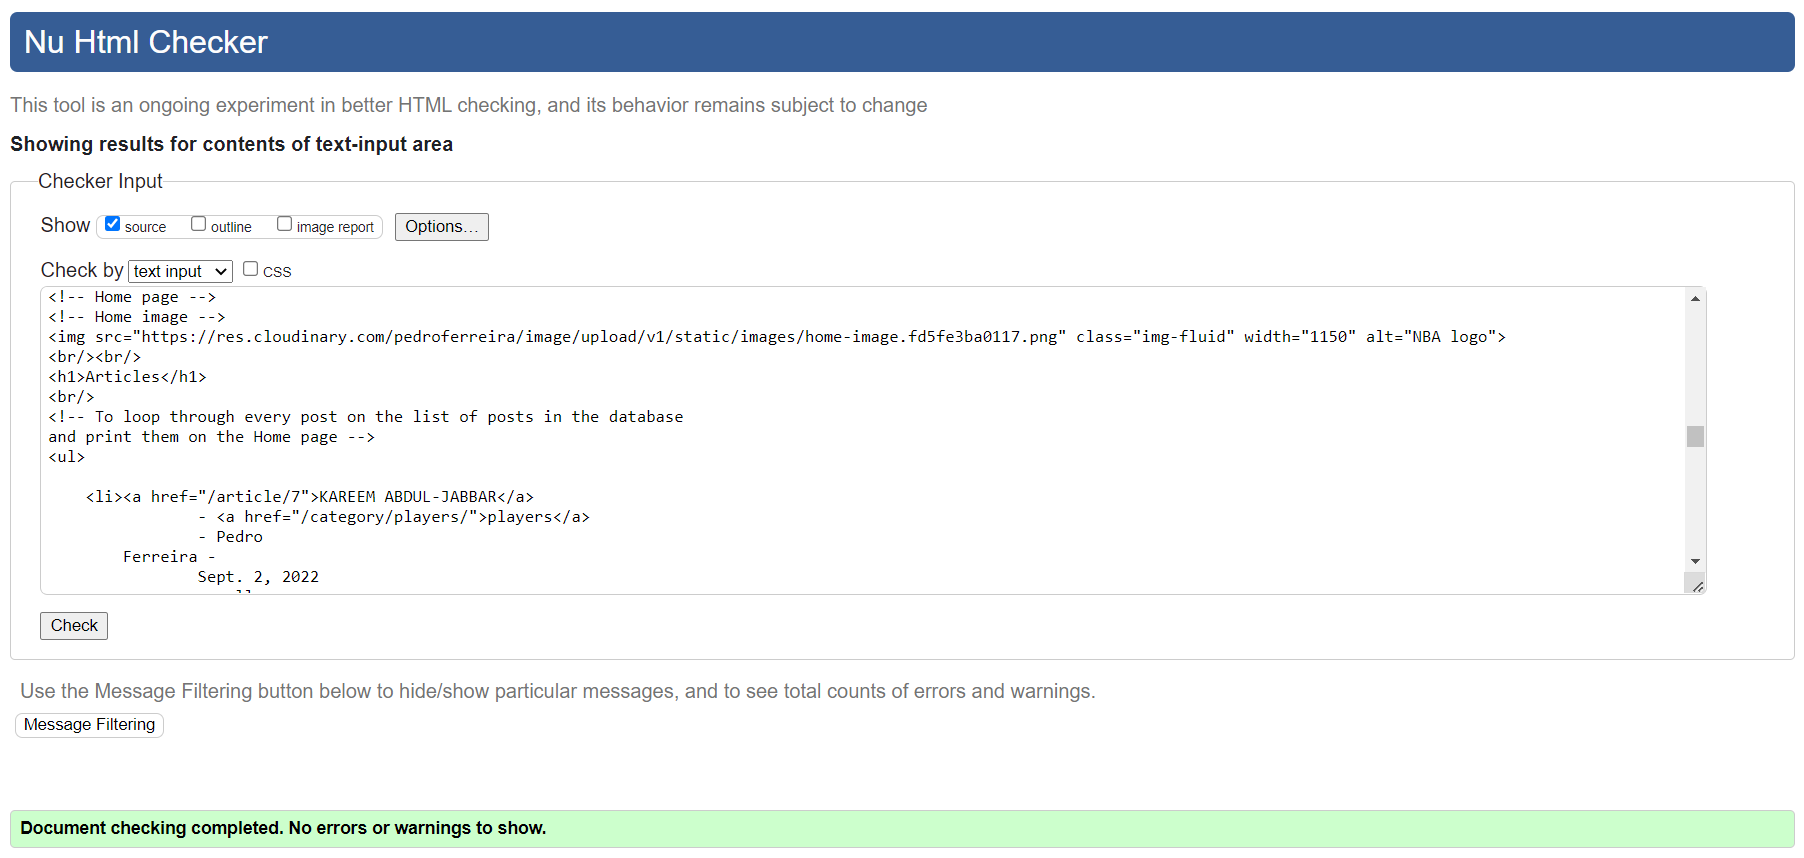 Nu Html Checker
This tool is an ongoing experiment in better HTML checking, and its behavior remains subject to change
Showing results for contents of text-input area
Checker Input
Show source outline image report Options...
Check by text input CSS
<!-- Home page -->
<!-- Home image -->
<img src="https://res.cloudinary.com/pedroferreira/image/upload/v1/static/images/home-image.fd5fe3ba0117.png" class="img-fluid" width="1150" alt="NBA logo">
<br/><br/>
<h1>Articles</h1>
<br/>
<!-- To loop through every post on the list of posts in the database
and print them on the Home page -->
<ul>
<li><a href="/article/7">KAREEM ABDUL-JABBAR</a>
- <a href="/category/players/">players</a>
- Pedro
Ferreira -
Sept. 2, 2022
Check
Use the Message Filtering button below to hide/show particular messages, and to see total counts of errors and warnings.
Message Filtering
Document checking completed. No errors or warnings to show.